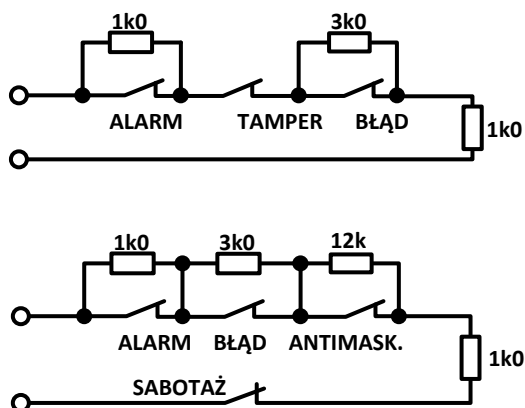 1k0 3k0
ALARM TAMPER BŁĄD
1k0
1k0 3k0 12k
ALARM BŁĄD ANTIMASK.
1k0
SABOTAŻ